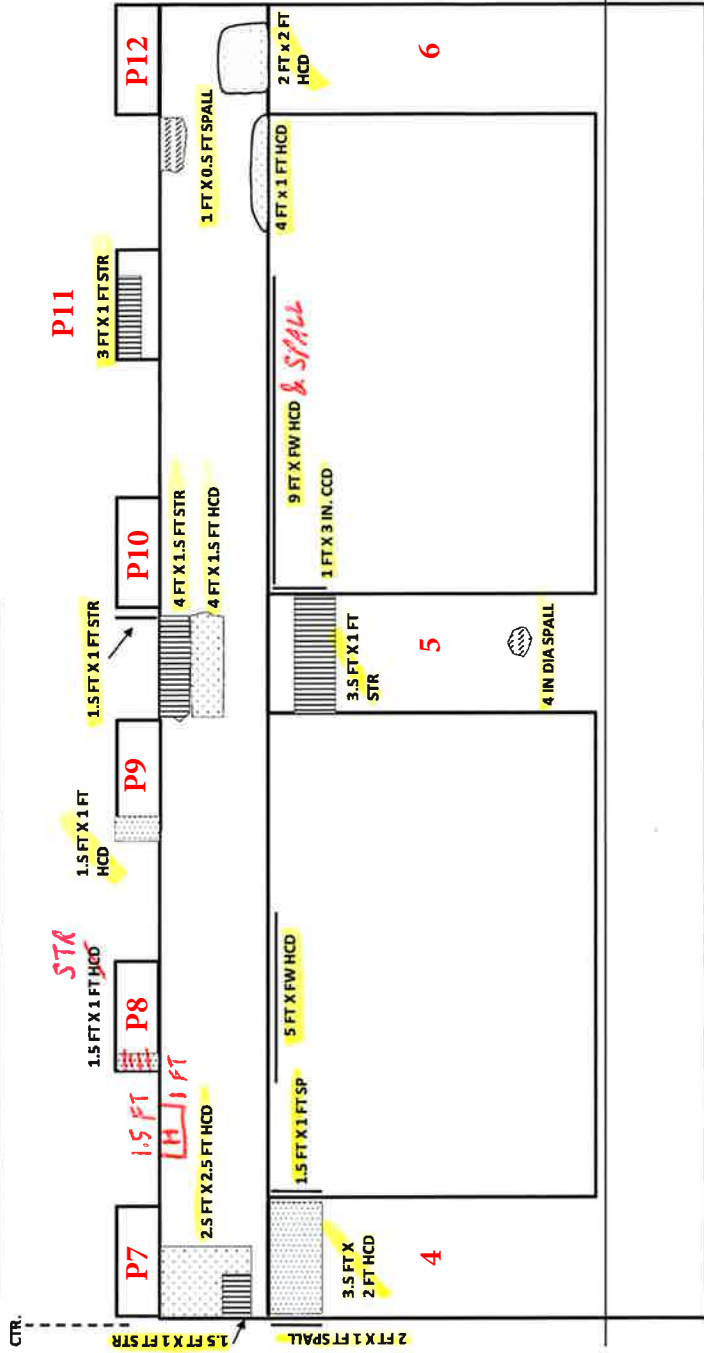 CTR.
P7
P8
P9
P10
P11
P12
1.5 FT
H
1 FT
STR
1.5 FT X 1 FT HCD
1.5 FT X 1 FT
HCD
1.5 FT X 1 FT STR
3 FT X 1 FT STR
1.5 FT X 1 FT STR
2.5 FT X 2.5 FT HCD
4 FT X 1.5 FT STR
4 FT X 1.5 FT HCD
1 FT X 0.5 FT SPALL
2 FT X 1 FT SPALL
3.5 FT X
2 FT HCD
1.5 FT X 1 FT SP
5 FT X FW HCD
3.5 FT X 1 FT
STR
1 FT X 3 IN. CCD
9 FT X FW HCD & SPALL
4 FT x 1 FT HCD
2 FT x 2 FT
HCD
4
5
6
4 IN DIA SPALL